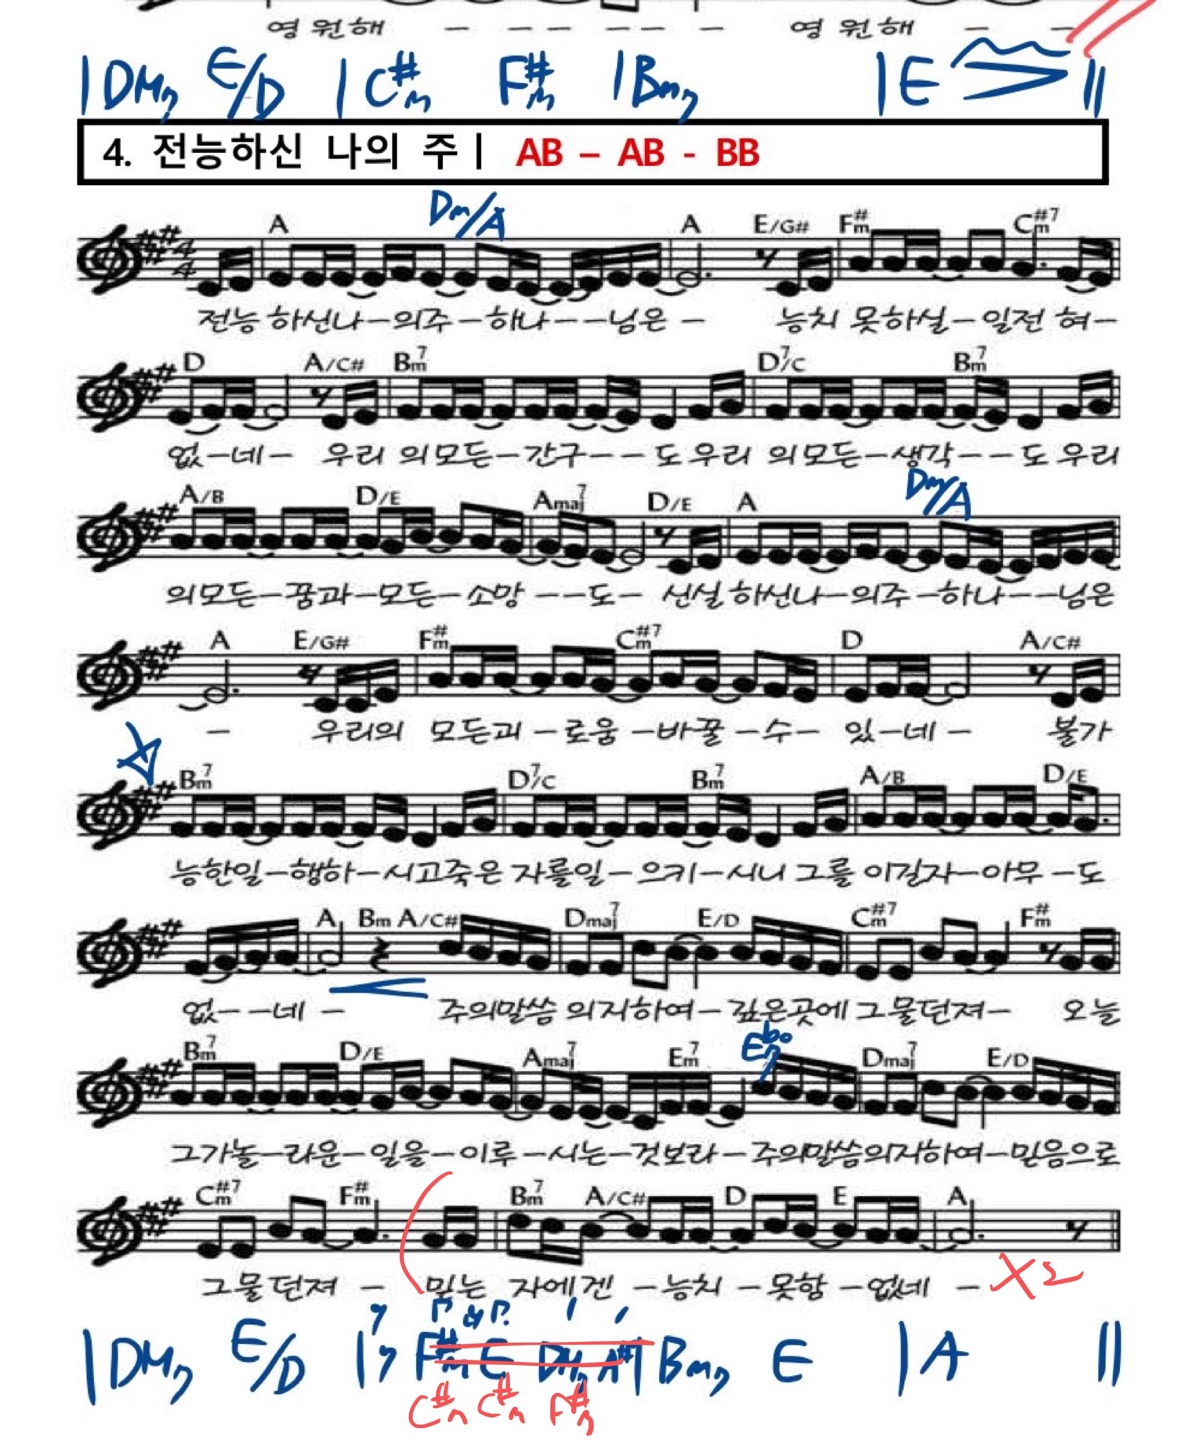 영 원해 - - - - - 영 원해 - -
|DM7 E/D |C#m F#m |Bm7 |E ||
4. 전능하신 나의 주 | AB – AB - BB
Dm/A
A A E/G# F#m C#m7
전능 하신나-의주-하나---님은 - 능치 못하실-일전 혀-
D A/C# Bm7 D7/C Bm7
없-네- 우리 의모든-간구---도우리 의모든-생각---도 우리
Dm/A
A/B D/E Amaj7 D/E A
의모든-꿈과-모든-소망 ---도- 신실 하신나-의주-하나---님은
A E/G# F#m C#m7 D A/C#
- 우리의 모든괴-로움-바꿀-수- 있-네- 불가
Bm7 D7/C Bm7 A/B D/E
능한일-행하-시고죽은 자를일-으키-시니 그를 이길자-아무-도
A Bm A/C# Dmaj7 E/D C#m7 F#m
없--네 - 주의말씀 의지하여- 깊은곳에 그물던져- 오늘
Bm7 D/E Amaj7 Em7 Dmaj7 E/D
그가놀-라운-일을-이루-시는-것보라-주의말씀의지하여-믿음으로
C#m7 F#m Bm7 A/C# D E A
그물던져 - 믿는 자에겐 -능치-못함-없네 - X2
|DM7 E/D | F#m E DM7 A# | Bm7 E |A ||
C#m C#m F#m